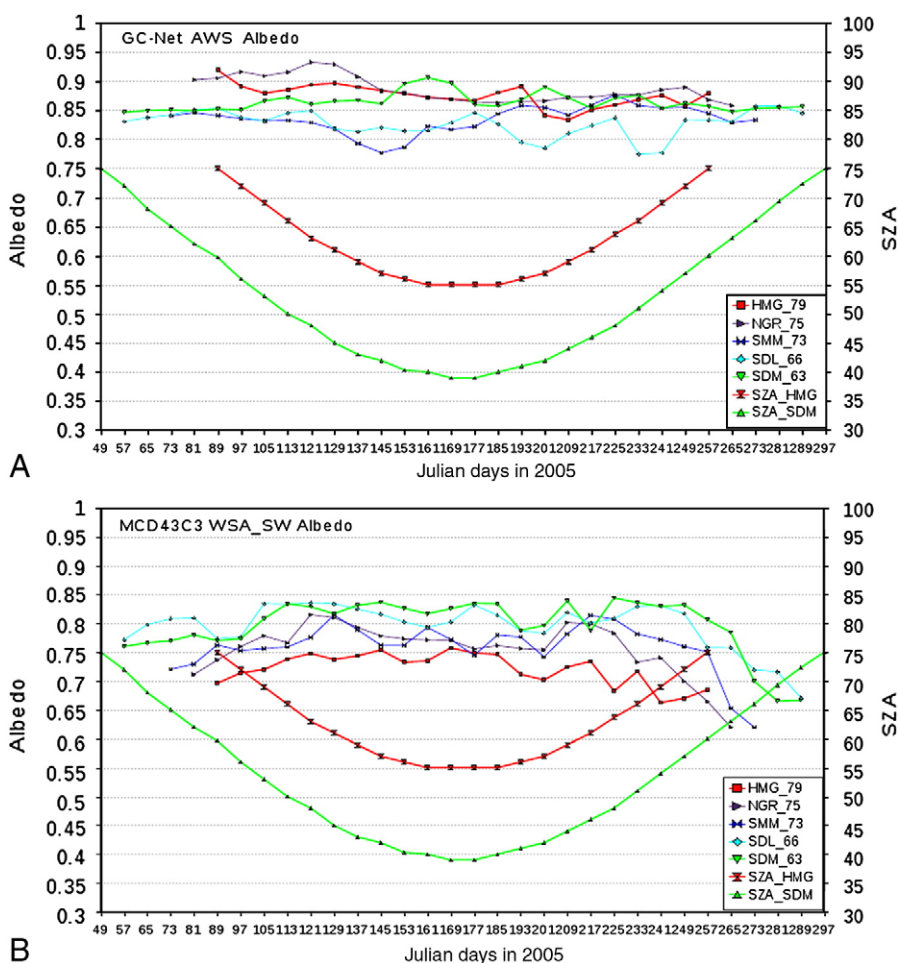 GC-Net AWS Albedo
1 100
0.95 95
0.9 90
0.85 85
0.8 80
0.75 75
0.7 70
0.65 65
0.6 60
0.55 55
0.5 50
0.45 45
0.4 40
0.35 35
0.3 30
Albedo
SZA
HMG_79
NGR_75
SMM_73
SDL_66
SDM_63
SZA_HMG
SZA_SDM
49 57 65 73 81 89 97 105 113 121 129 137 145 153 161 169 177 185 193 201 209 217 225 233 241 249 257 265 273 281 289 297
A
Julian days in 2005
MCD43C3 WSA_SW Albedo
1 100
0.95 95
0.9 90
0.85 85
0.8 80
0.75 75
0.7 70
0.65 65
0.6 60
0.55 55
0.5 50
0.45 45
0.4 40
0.35 35
0.3 30
Albedo
SZA
HMG_79
NGR_75
SMM_73
SDL_66
SDM_63
SZA_HMG
SZA_SDM
49 57 65 73 81 89 97 105 113 121 129 137 145 153 161 169 177 185 193 201 209 217 225 233 241 249 257 265 273 281 289 297
B
Julian days in 2005